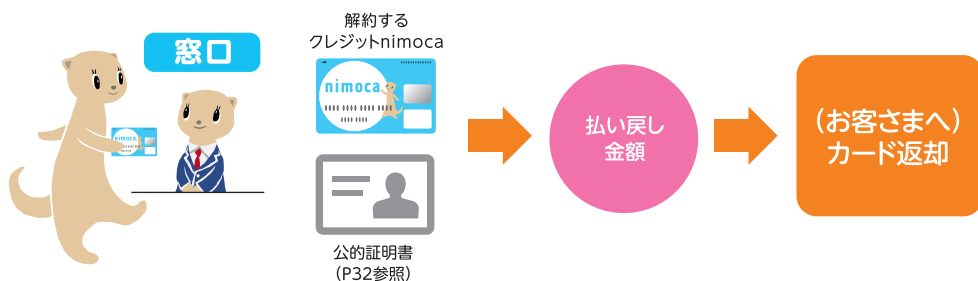 窓口
nimoca
解約する
クレジットnimoca
nimoca
公的証明書
(P32参照)
払い戻し
金額
(お客さまへ)
カード返却